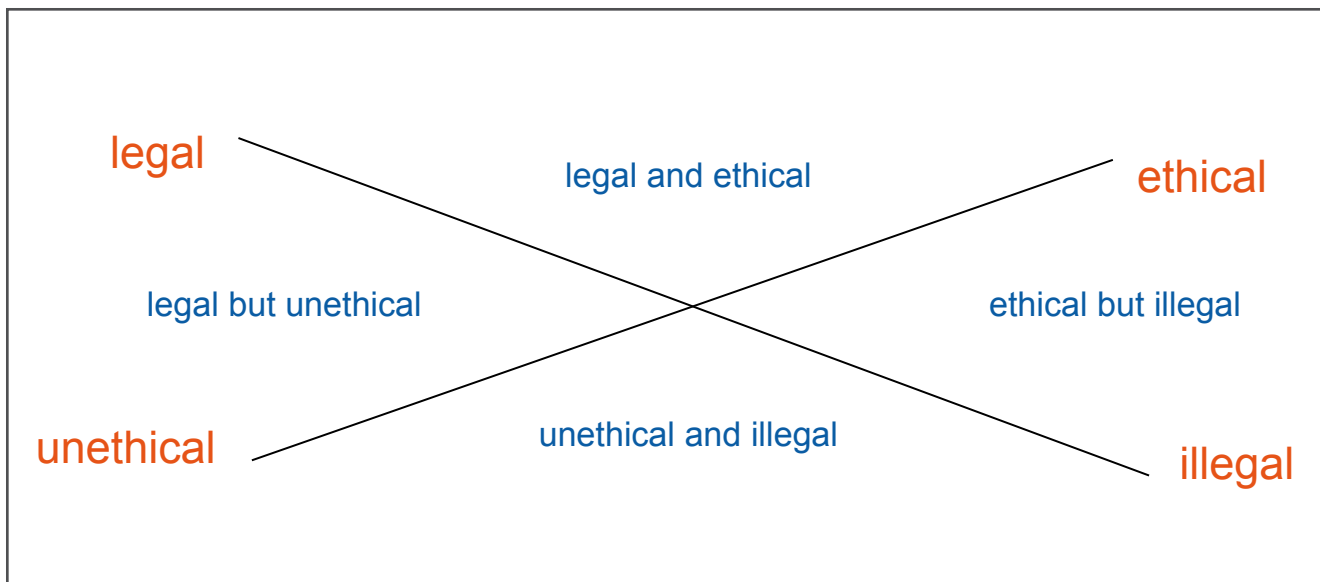 legal
legal and ethical
ethical
legal but unethical
ethical but illegal
unethical
unethical and illegal
illegal